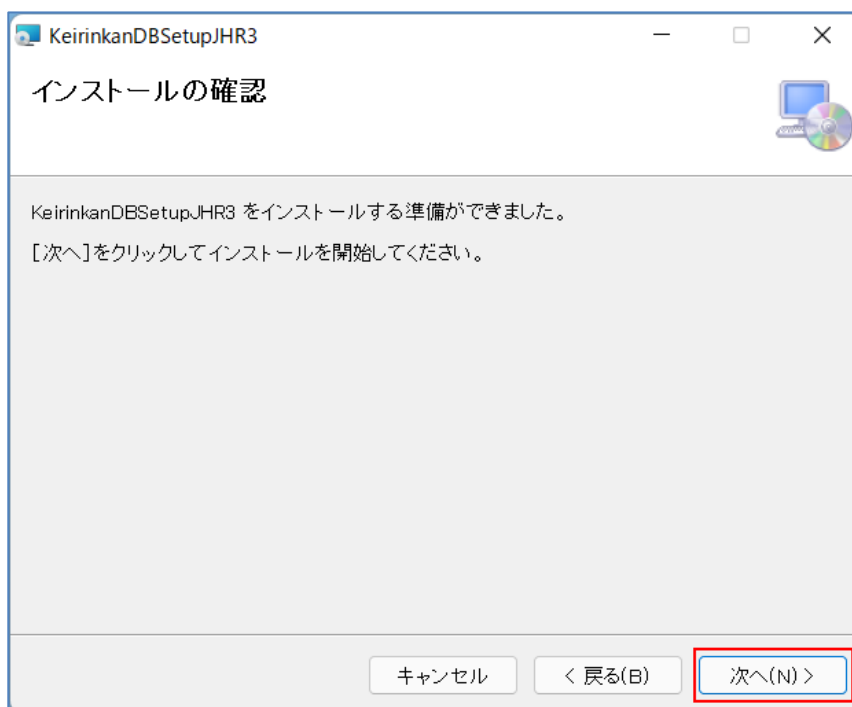 KeirinkanDBSetupJHR3
インストールの確認
KeirinkanDBSetupJHR3 をインストールする準備ができました。
[次へ]をクリックしてインストールを開始してください。
キャンセル
< 戻る(B)
次へ(N) >